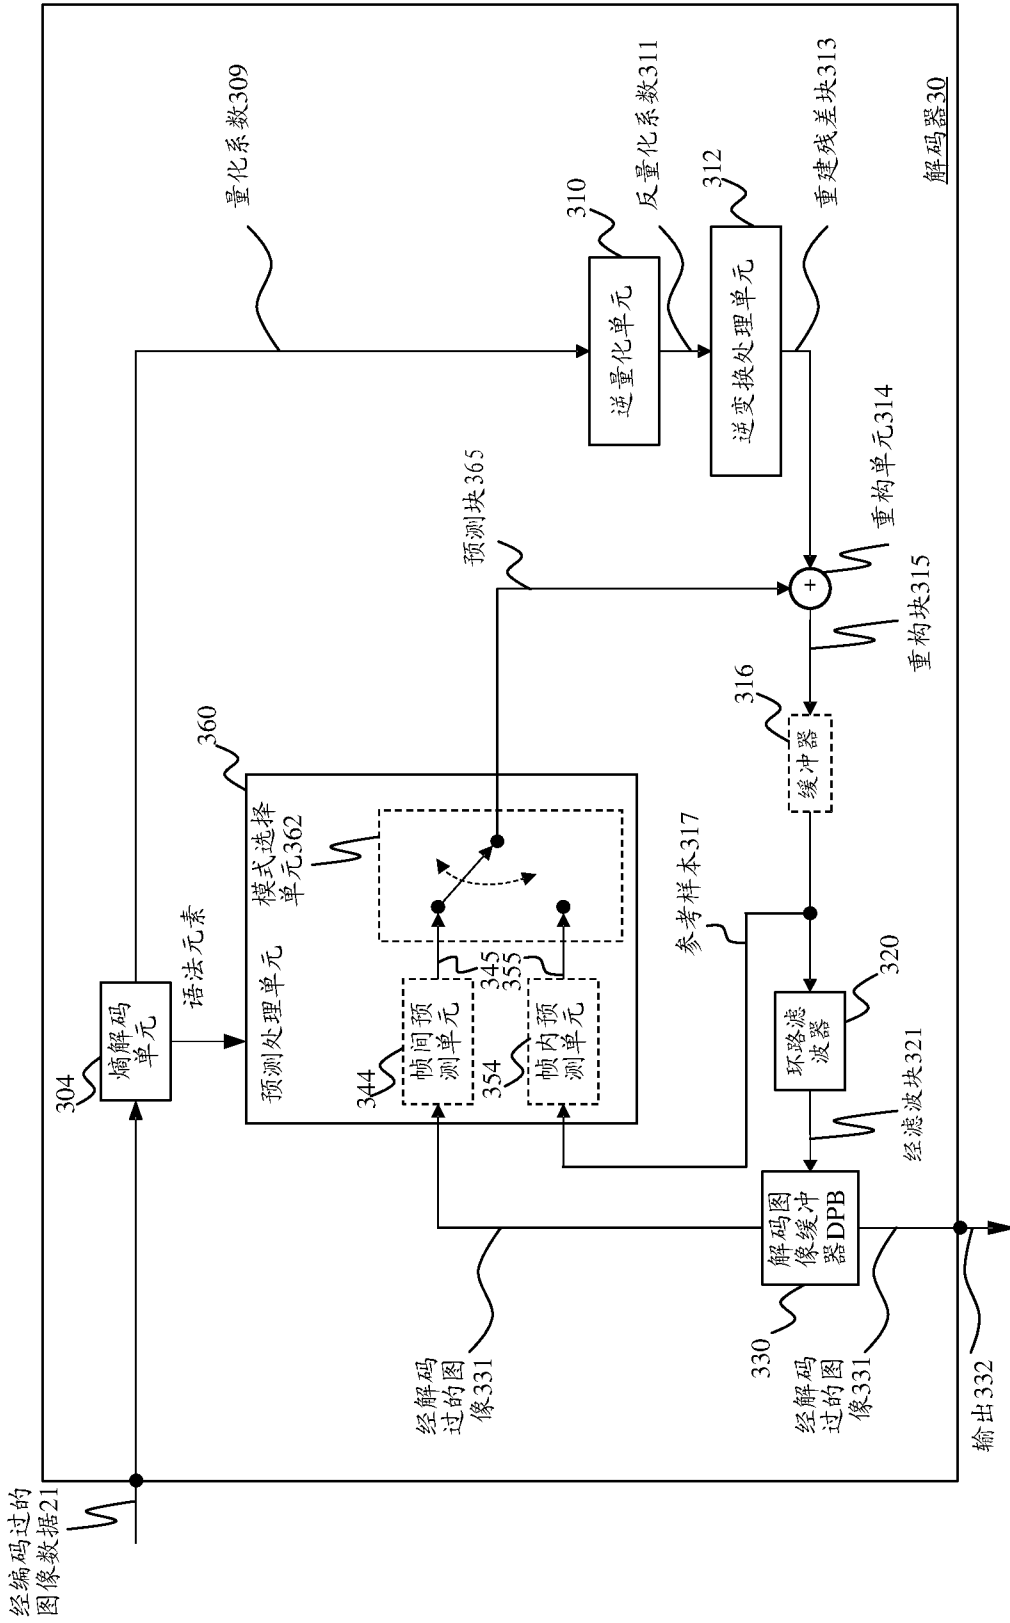 经编码过的
图像数据21
304
熵解码
单元
语法元素
量化系数309
360
预测处理单元
模式选择
单元362
344
帧间预
测单元
345
354
帧内预
测单元
355
预测块365
310
逆量化单元
反量化系数311
312
逆变换处理单元
重建残差块313
+
重构单元314
重构块315
316
缓冲器
参考样本317
320
环路滤
波器
经滤波块321
330
解码图
像缓冲
器DPB
经解码
过的图
像331
经解码
过的图
像331
输出332
解码器30